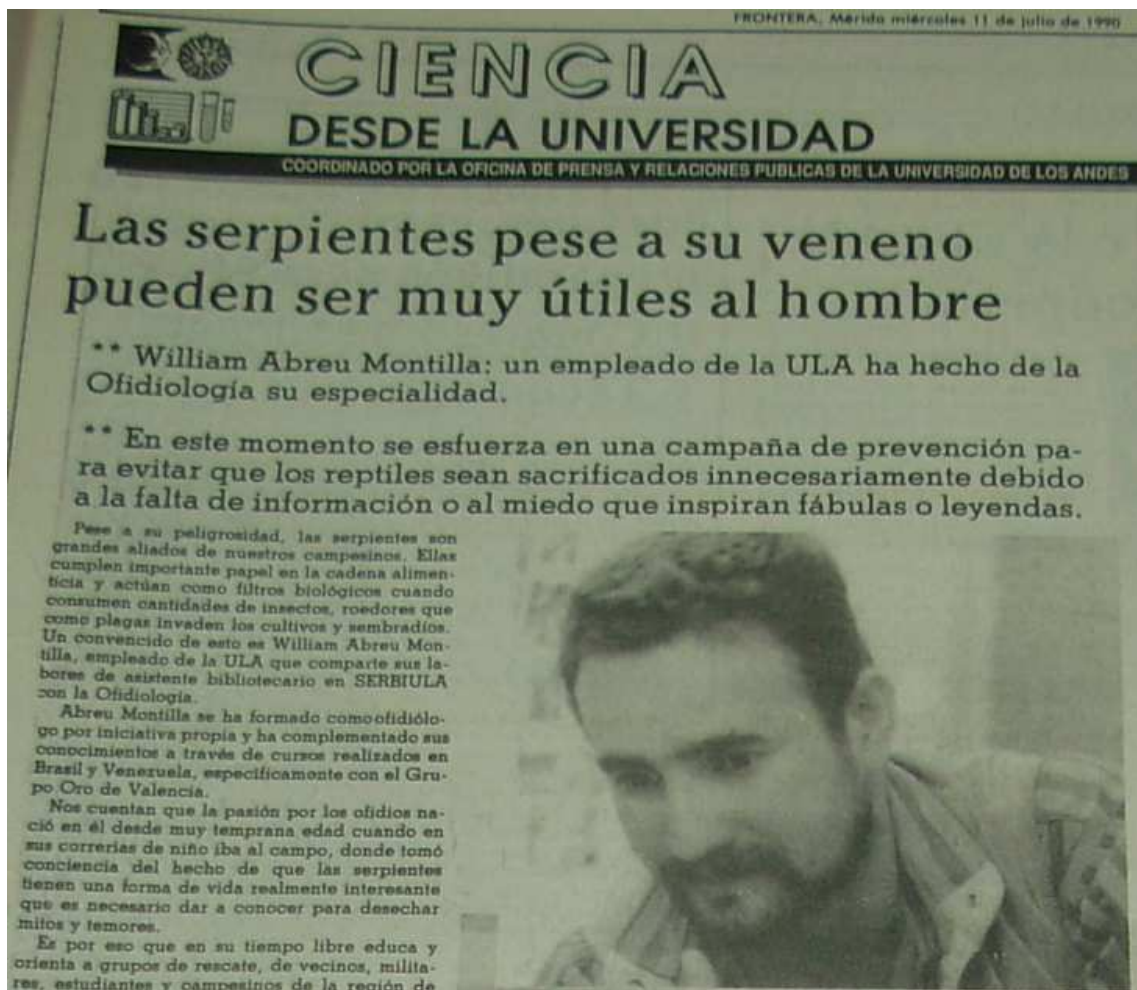 FRONTERA, Mérida miércoles 11 de julio de 1990
CIENCIA
DESDE LA UNIVERSIDAD
COORDINADO POR LA OFICINA DE PRENSA Y RELACIONES PUBLICAS DE LA UNIVERSIDAD DE LOS ANDES
Las serpientes pese a su veneno
pueden ser muy útiles al hombre
** William Abreu Montilla: un empleado de la ULA ha hecho de la
Ofidiología su especialidad.
** En este momento se esfuerza en una campaña de prevención pa-
ra evitar que los reptiles sean sacrificados innecesariamente debido
a la falta de información o al miedo que inspiran fábulas o leyendas.
Pese a su peligrosidad, las serpientes son
grandes aliados de nuestros campesinos. Ellas
cumplen importante papel en la cadena alimen-
ticia y actúan como filtros biológicos cuando
consumen cantidades de insectos, roedores que
como plagas invaden los cultivos y sembradíos.
Un convencido de esto es William Abreu Mon-
tilla, empleado de la ULA que comparte sus la-
bores de asistente bibliotecario en SERBIULA
con la Ofidiología.
Abreu Montilla se ha formado como ofidiólo-
go por iniciativa propia y ha complementado sus
conocimientos a través de cursos realizados en
Brasil y Venezuela, específicamente con el Gru-
po Oro de Valencia.
Nos cuentan que la pasión por los ofidios na-
ció en él desde muy temprana edad cuando en
sus correrías de niño iba al campo, donde tomó
conciencia del hecho de que las serpientes
tienen una forma de vida realmente interesante
que es necesario dar a conocer para desechar
mitos y temores.
Es por eso que en su tiempo libre educa y
orienta a grupos de rescate, de vecinos, milita-
res, estudiantes y campesinos de la región de